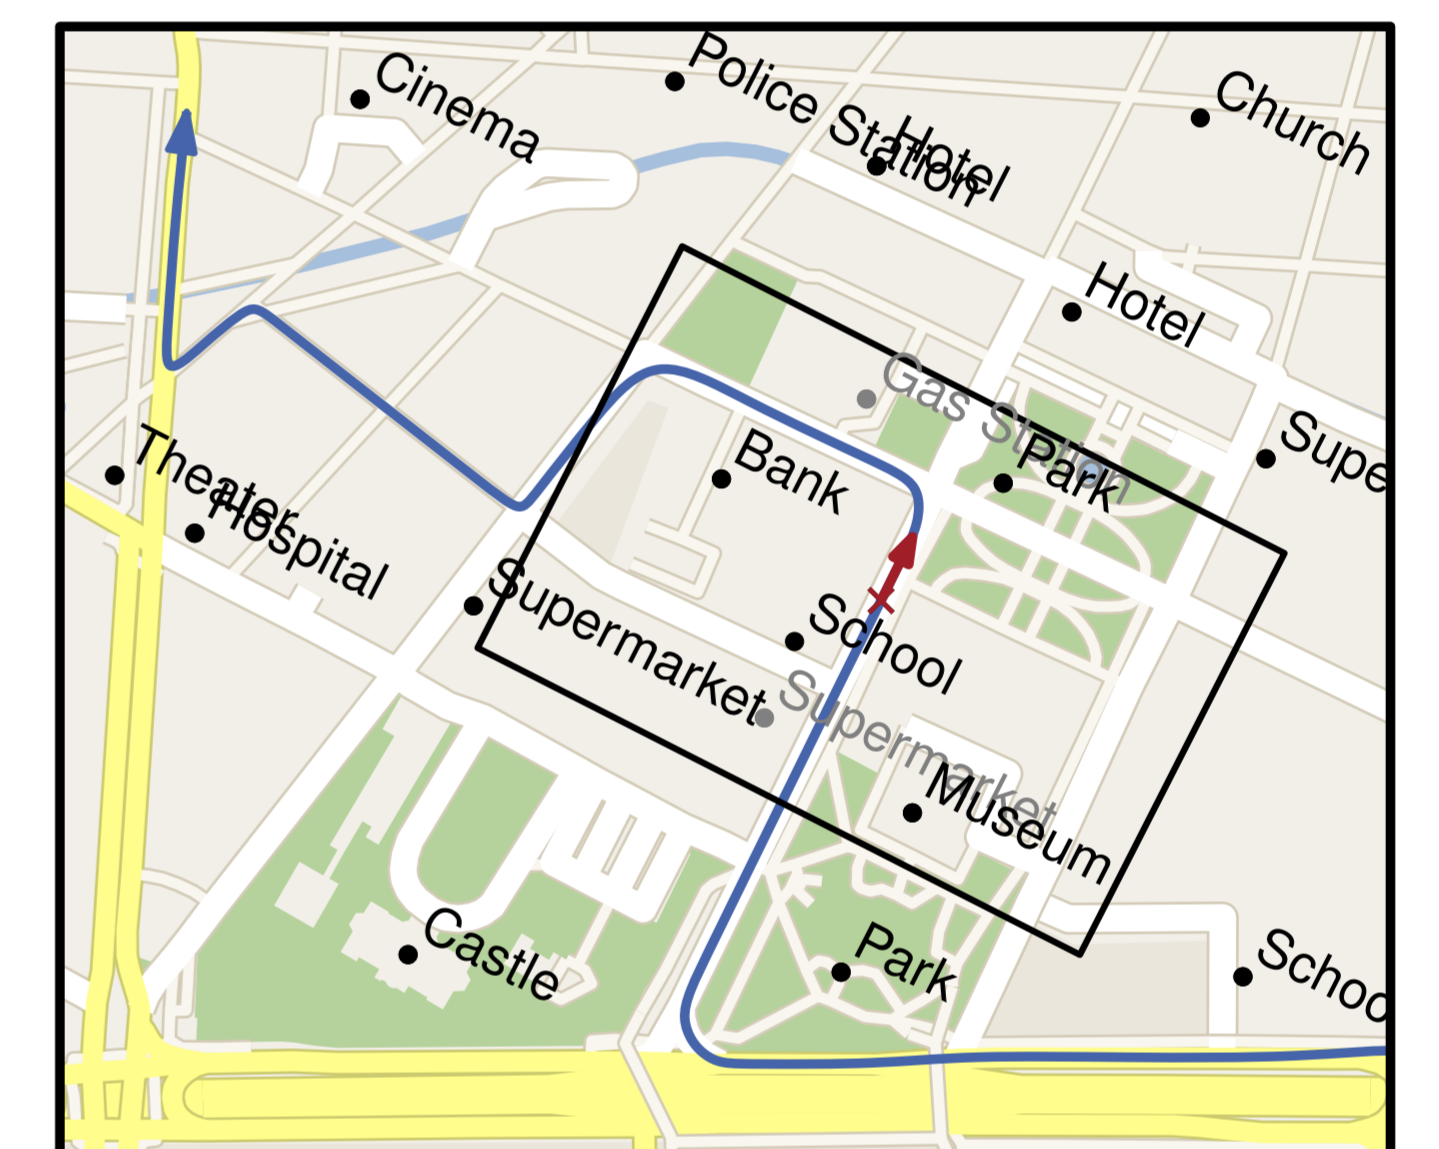 Cinema
Police Station
Church
Hotel
Hotel
Gas Station
Park
Supe
Bank
Theater
Hospital
Supermarket
School
Supermarket
Museum
Castle
Park
Schoo